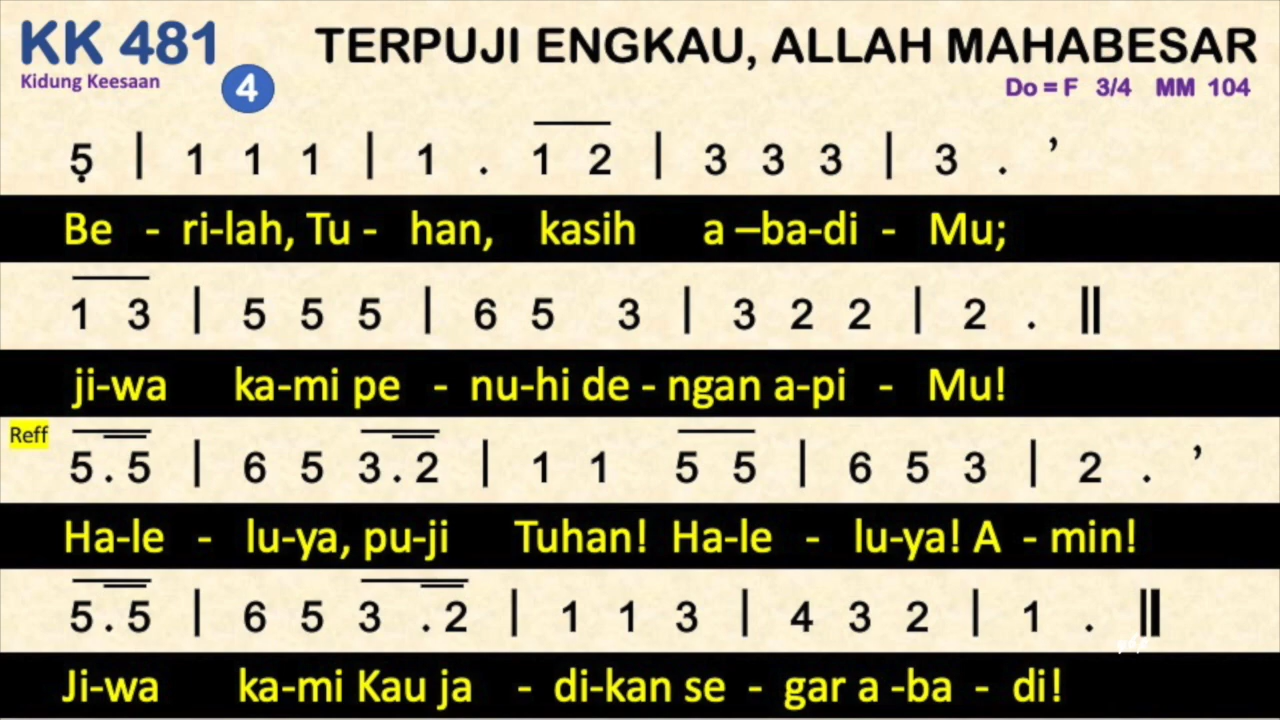 KK 481 TERPUJI ENGKAU, ALLAH MAHABESAR
Kidung Keesaan 4 Do = F 3/4 MM 104
5̣ | 1 1 1 | 1 . 1 2 | 3 3 3 | 3 . ’
Be - ri-lah, Tu - han, kasih a –ba-di - Mu;
1 3 | 5 5 5 | 6 5 3 | 3 2 2 | 2 . ||
ji-wa ka-mi pe - nu-hi de - ngan a-pi - Mu!
Reff
5 . 5 | 6 5 3 . 2 | 1 1 5 5 | 6 5 3 | 2 . ’
Ha-le - lu-ya, pu-ji Tuhan! Ha-le - lu-ya! A - min!
5 . 5 | 6 5 3 . 2 | 1 1 3 | 4 3 2 | 1 . ||
Ji-wa ka-mi Kau ja - di-kan se - gar a -ba - di!